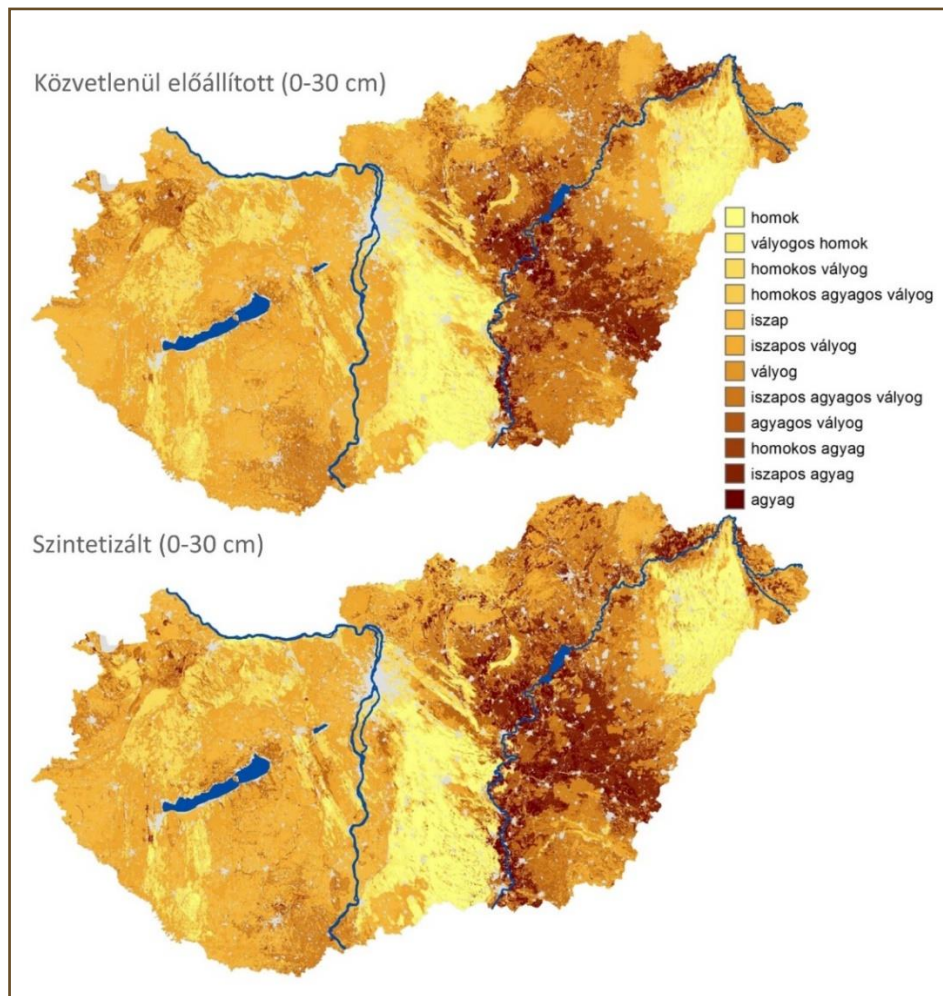 Közvetlenül előállított (0-30 cm)
homok
vályogos homok
homokos vályog
homokos agyagos vályog
iszap
iszapos vályog
vályog
iszapos agyagos vályog
agyagos vályog
homokos agyag
iszapos agyag
agyag
Szintetizált (0-30 cm)